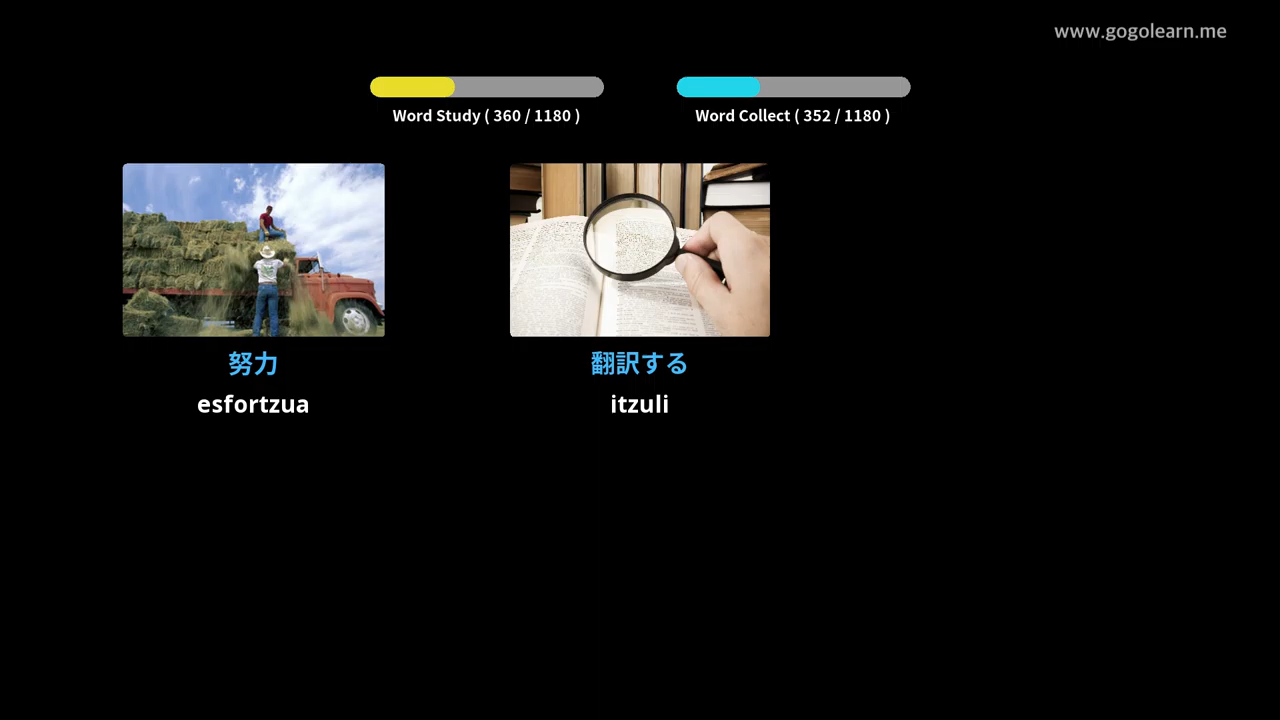 www.gogolearn.me
Word Study ( 360 / 1180 )
Word Collect ( 352 / 1180 )
努力
esfortzua
翻訳する
itzuli